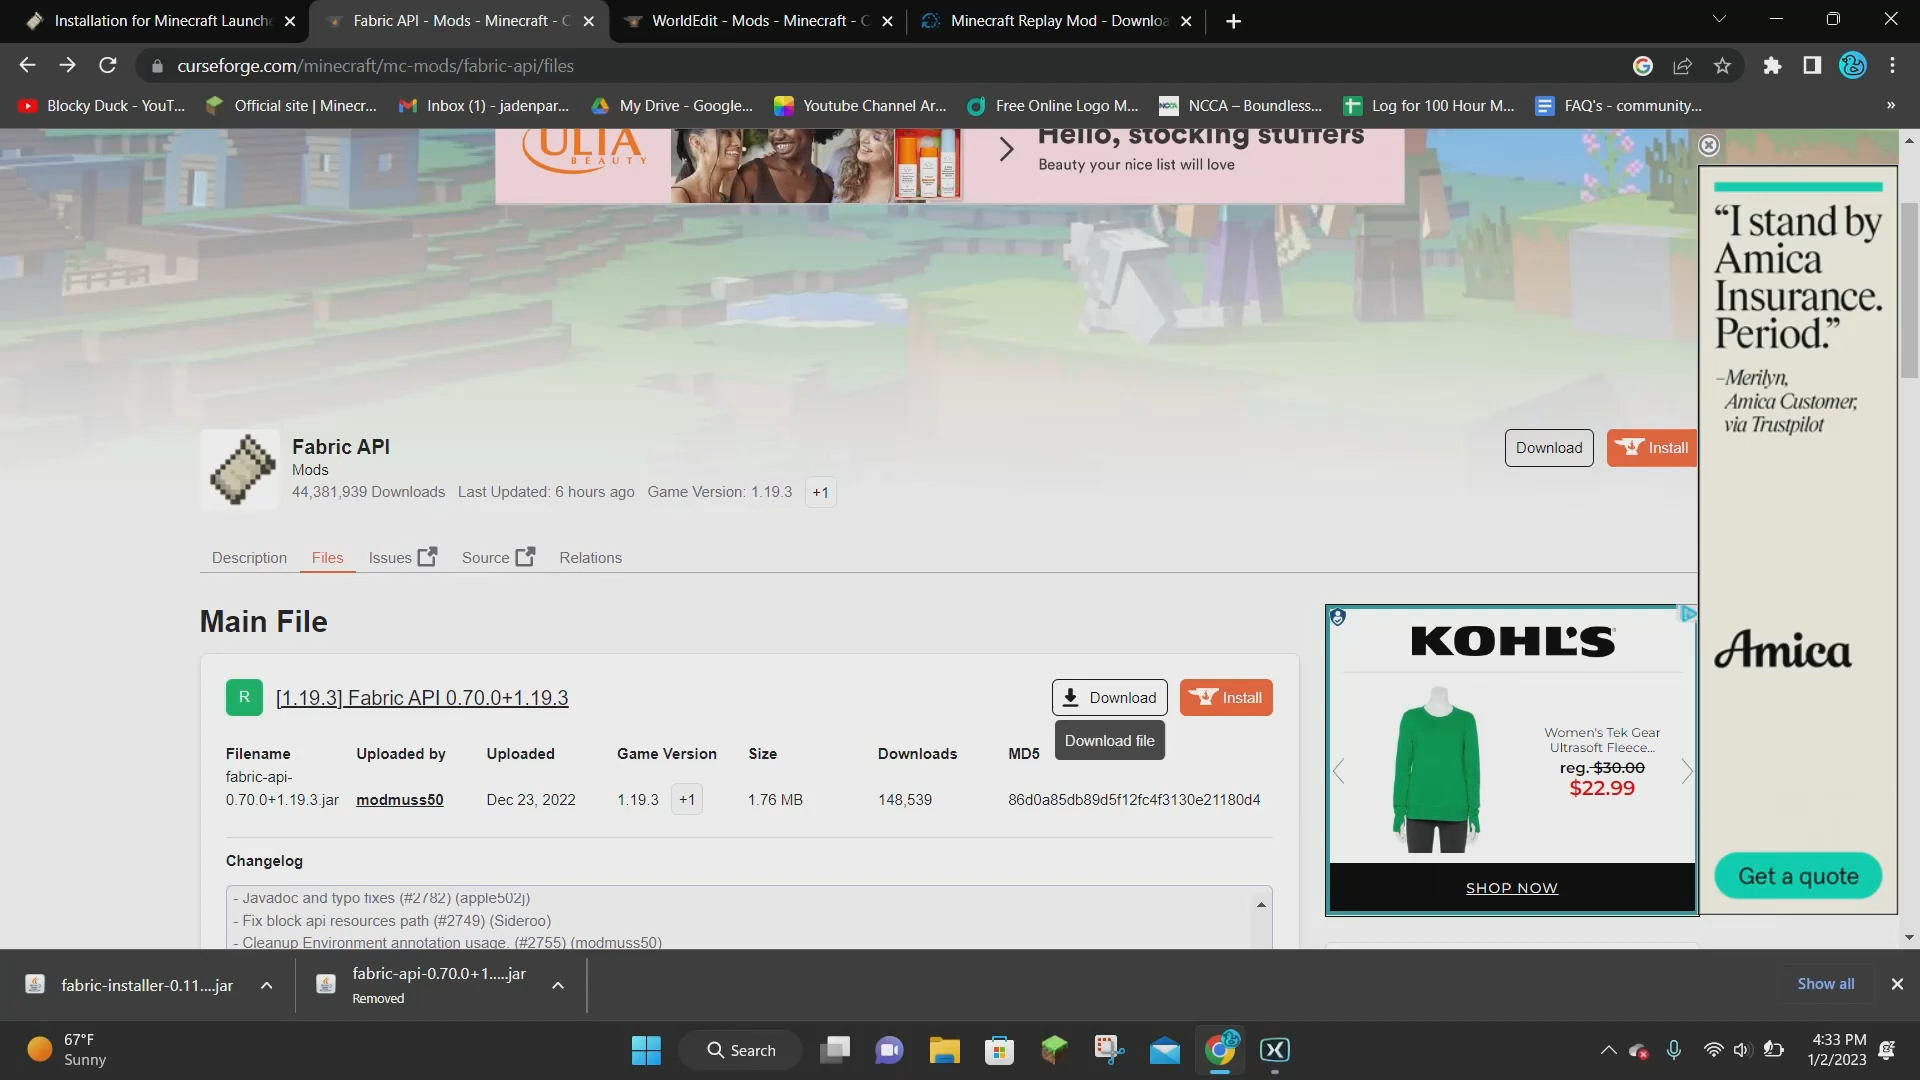 Installation for Minecraft Launch
Fabric API - Mods - Minecraft - C
WorldEdit - Mods - Minecraft - C
Minecraft Replay Mod - Downloa
curseforge.com/minecraft/mc-mods/fabric-api/files
Blocky Duck - YouT...
Official site | Minecr...
Inbox (1) - jadenpar...
My Drive - Google...
Youtube Channel Ar...
Free Online Logo M...
NCCA – Boundless...
Log for 100 Hour M...
FAQ's - community...
»
ULTA
BEAUTY
Hello, stocking stuffers
Beauty your nice list will love
“I stand by
Amica
Insurance.
Period.”
–Merilyn,
Amica Customer,
via Trustpilot
Amica
Get a quote
Fabric API
Mods
44,381,939 Downloads Last Updated: 6 hours ago Game Version: 1.19.3 +1
Download
Install
Description Files Issues Source Relations
Main File
R [1.19.3] Fabric API 0.70.0+1.19.3
Download
Install
Download file
Filename Uploaded by Uploaded Game Version Size Downloads MD5
fabric-api-
0.70.0+1.19.3.jar modmuss50 Dec 23, 2022 1.19.3 +1 1.76 MB 148,539 86d0a85db89d5f12fc4f3130e21180d4
Changelog
- Javadoc and typo fixes (#2782) (apple502j)
- Fix block api resources path (#2749) (Sideroo)
- Cleanup Environment annotation usage. (#2755) (modmuss50)
KOHL'S
Women's Tek Gear
Ultrasoft Fleece...
reg. $30.00
$22.99
SHOP NOW
fabric-installer-0.11....jar
fabric-api-0.70.0+1.....jar
Removed
Show all
67°F
Sunny
Search
4:33 PM
1/2/2023